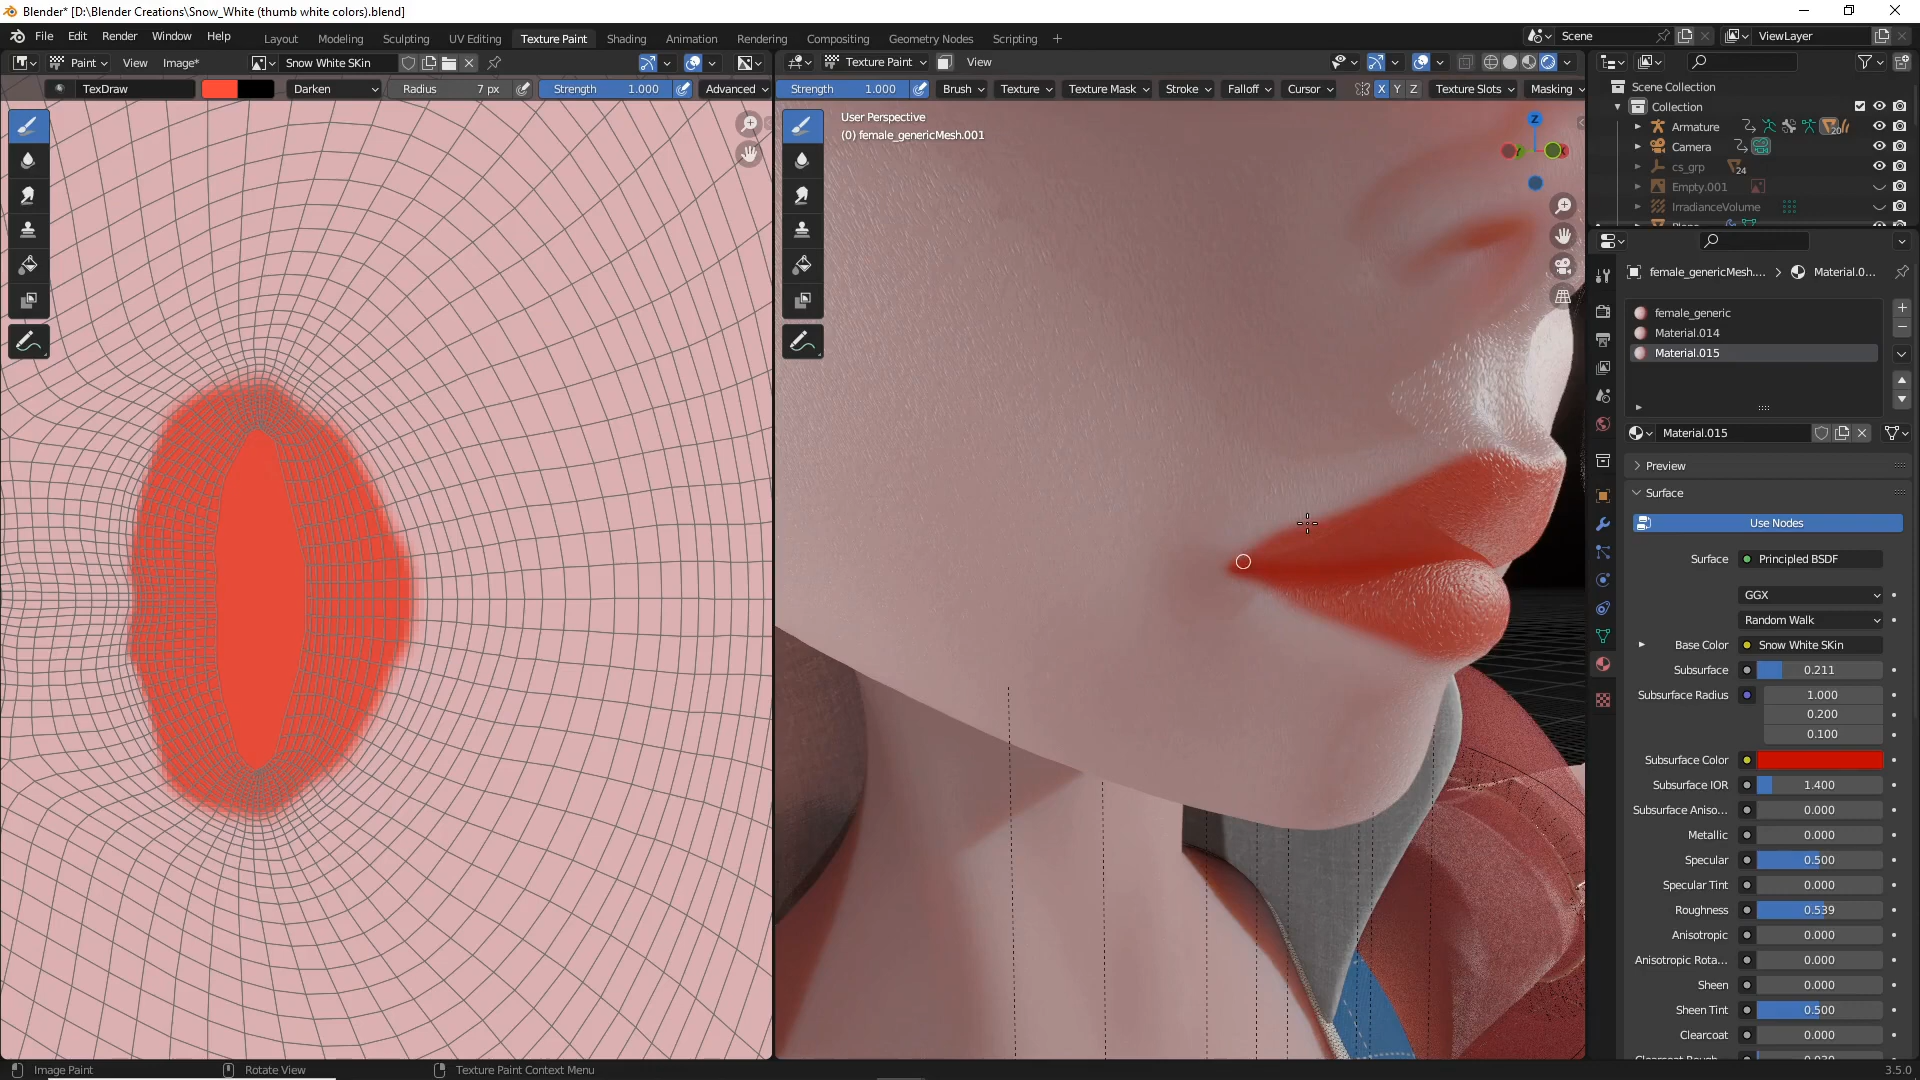 Blender* [D:\Blender Creations\Snow_White (thumb white colors).blend]
File Edit Render Window Help Layout Modeling Sculpting UV Editing Texture Paint Shading Animation Rendering Compositing Geometry Nodes Scripting + Scene ViewLayer
Paint View Image* Snow White SKin Texture Paint View
TexDraw Darken Radius 7 px Strength 1.000 Advanced Strength 1.000 Brush Texture Texture Mask Stroke Falloff Cursor X Y Z Texture Slots Masking
Scene Collection
Collection
Armature 20
Camera
cs_grp 24
Empty.001
IrradianceVolume
User Perspective
(0) female_genericMesh.001
Z
female_genericMesh.... > Material.0...
female_generic
Material.014
Material.015
Material.015
Preview
Surface
Use Nodes
Surface Principled BSDF
GGX
Random Walk
Base Color Snow White SKin
Subsurface 0.211
Subsurface Radius 1.000
0.200
0.100
Subsurface Color
Subsurface IOR 1.400
Subsurface Aniso... 0.000
Metallic 0.000
Specular 0.500
Specular Tint 0.000
Roughness 0.539
Anisotropic 0.000
Anisotropic Rota... 0.000
Sheen 0.000
Sheen Tint 0.500
Clearcoat 0.000
Image Paint Rotate View Texture Paint Context Menu 3.5.0